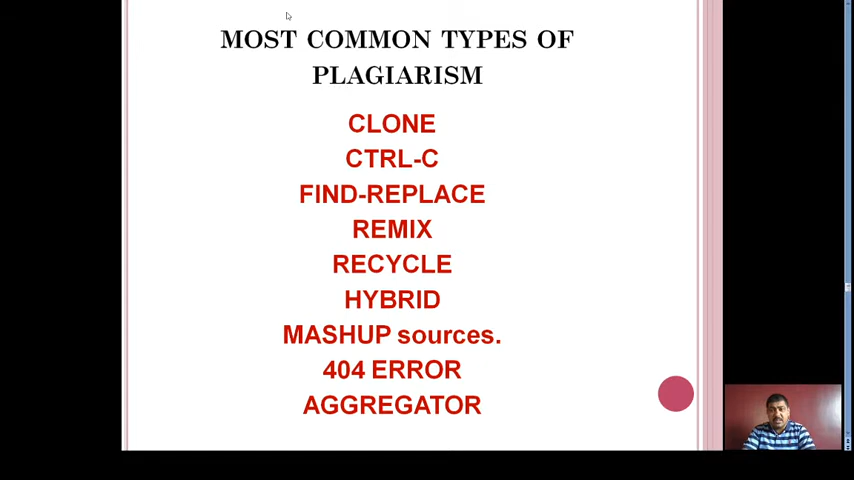 MOST COMMON TYPES OF
PLAGIARISM
CLONE
CTRL-C
FIND-REPLACE
REMIX
RECYCLE
HYBRID
MASHUP sources.
404 ERROR
AGGREGATOR